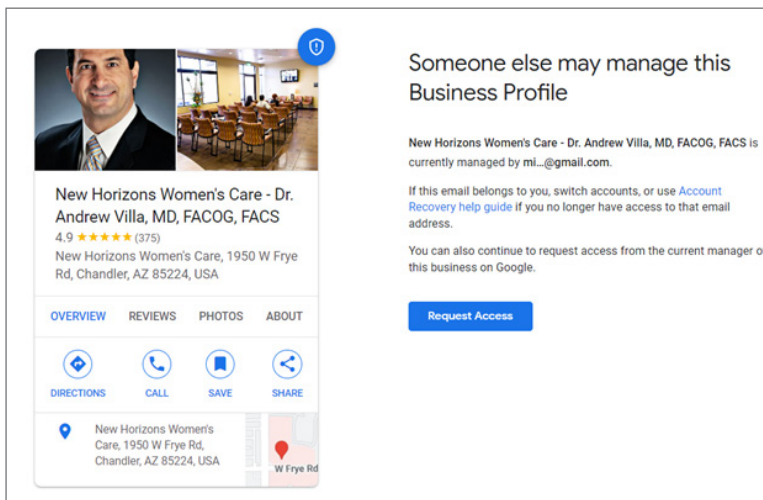 New Horizons Women's Care - Dr.
Andrew Villa, MD, FACOG, FACS
4.9 ★★★★★ (375)
New Horizons Women's Care, 1950 W Frye
Rd, Chandler, AZ 85224, USA
OVERVIEW REVIEWS PHOTOS ABOUT
DIRECTIONS CALL SAVE SHARE
New Horizons Women's
Care, 1950 W Frye Rd,
Chandler, AZ 85224, USA
W Frye Rd
Someone else may manage this
Business Profile
New Horizons Women's Care - Dr. Andrew Villa, MD, FACOG, FACS is
currently managed by mi...@gmail.com.
If this email belongs to you, switch accounts, or use Account
Recovery help guide if you no longer have access to that email
address.
You can also continue to request access from the current manager o
this business on Google.
Request Access